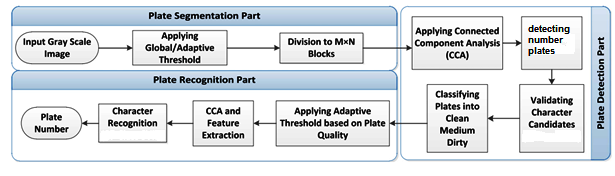 Plate Segmentation Part
Input Gray Scale
Image
Applying
Global/Adaptive
Threshold
Division to M×N
Blocks
Applying Connected
Component Analysis
(CCA)
detecting
number
plates
Plate Detection Part
Validating
Character
Candidates
Classifying
Plates into
Clean
Medium
Dirty
Plate Recognition Part
Applying Adaptive
Threshold based on Plate
Quality
CCA and
Feature
Extraction
Character
Recognition
Plate
Number